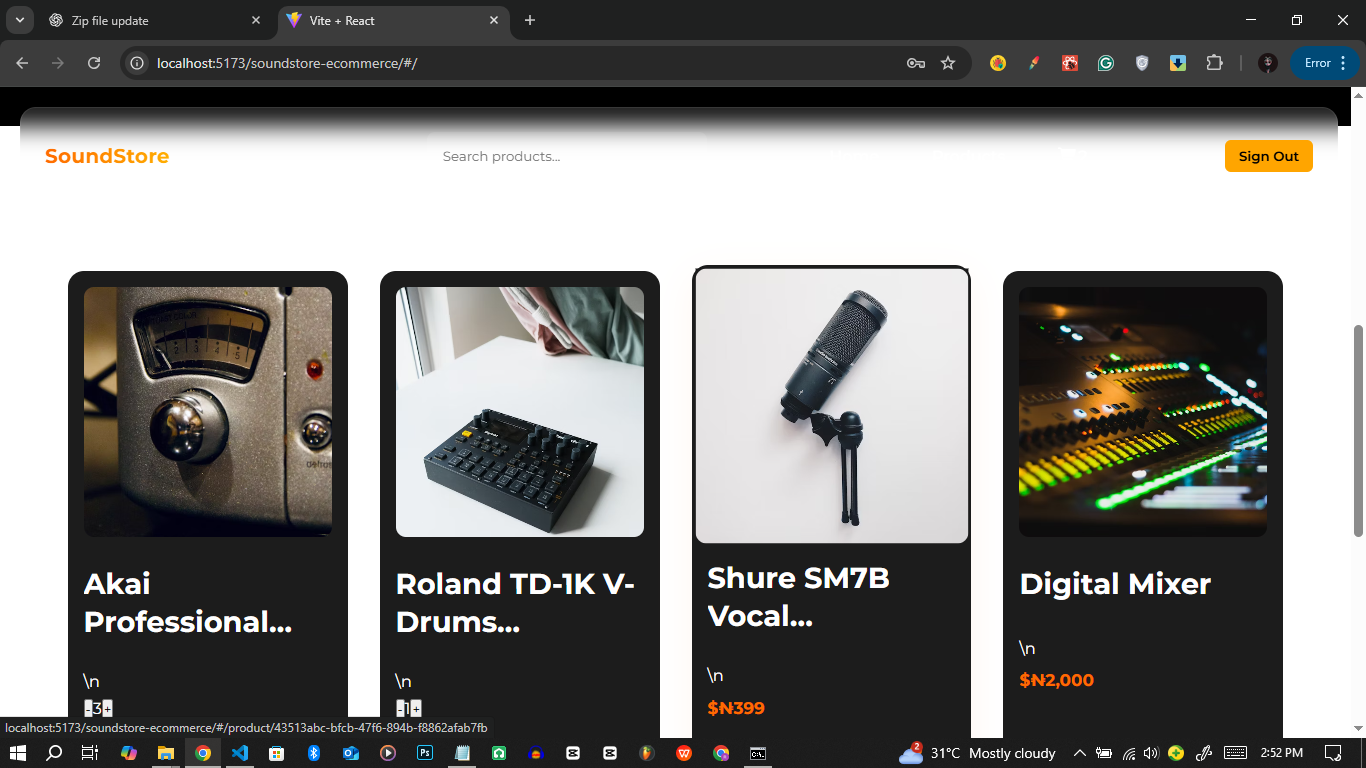 Zip file update
Vite + React
localhost:5173/soundstore-ecommerce/#/
Error
SoundStore
Search products...
Sign Out
Akai
Professional...
\n
-3+
Roland TD-1K V-
Drums...
\n
-1+
Shure SM7B
Vocal...
\n
$₦399
Digital Mixer
\n
$₦2,000
localhost:5173/soundstore-ecommerce/#/product/43513abc-bfcb-47f6-894b-f8862afab7fb
2
31°C Mostly cloudy
2:52 PM